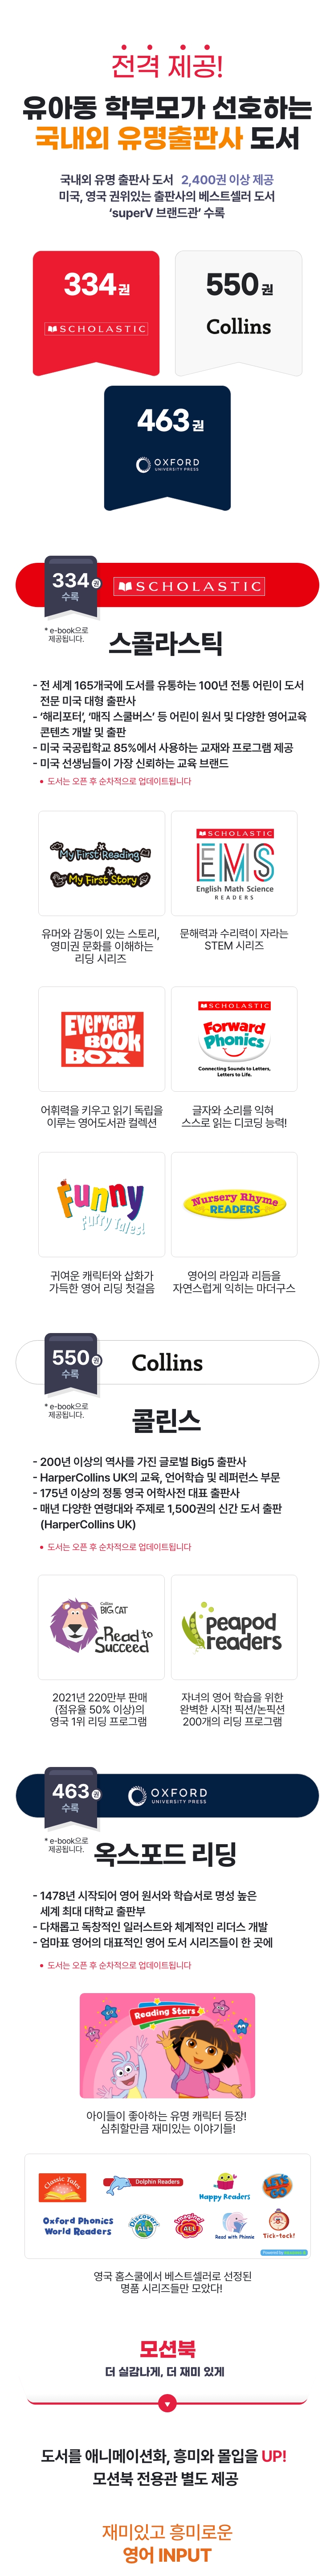 전격 제공!
유아동 학부모가 선호하는
국내외 유명출판사 도서
국내외 유명 출판사 도서 2,400권 이상 제공
미국, 영국 권위있는 출판사의 베스트셀러 도서
‘superV 브랜드관’ 수록
334권
SCHOLASTIC
550권
Collins
463권
OXFORD
UNIVERSITY PRESS
334권
수록
SCHOLASTIC
* e-book으로
제공됩니다.
스콜라스틱
- 전 세계 165개국에 도서를 유통하는 100년 전통 어린이 도서
전문 미국 대형 출판사
- ‘해리포터’, ‘매직 스쿨버스’ 등 어린이 원서 및 다양한 영어교육
콘텐츠 개발 및 출판
- 미국 국공립학교 85%에서 사용하는 교재와 프로그램 제공
- 미국 선생님들이 가장 신뢰하는 교육 브랜드
• 도서는 오픈 후 순차적으로 업데이트됩니다
My First Reading
My First Story
유머와 감동이 있는 스토리,
영미권 문화를 이해하는
리딩 시리즈
SCHOLASTIC
EMS
English Math Science
READERS
문해력과 수리력이 자라는
STEM 시리즈
EVERYDAY
BOOK
BOX
어휘력을 키우고 읽기 독립을
이루는 영어도서관 컬렉션
SCHOLASTIC
Forward
Phonics
Connecting Sounds to Letters,
Letters to Life.
글자와 소리를 익혀
스스로 읽는 디코딩 능력!
Funny
Furry Tales!
귀여운 캐릭터와 삽화가
가득한 영어 리딩 첫걸음
Nursery Rhyme
READERS
영어의 라임과 리듬을
자연스럽게 익히는 마더구스
550권
수록
Collins
* e-book으로
제공됩니다.
콜린스
- 200년 이상의 역사를 가진 글로벌 Big5 출판사
- HarperCollins UK의 교육, 언어학습 및 레퍼런스 부문
- 175년 이상의 정통 영국 어학사전 대표 출판사
- 매년 다양한 연령대와 주제로 1,500권의 신간 도서 출판
(HarperCollins UK)
• 도서는 오픈 후 순차적으로 업데이트됩니다
Collins
BIG CAT
Read to
Succeed
2021년 220만부 판매
(점유율 50% 이상)의
영국 1위 리딩 프로그램
peapod
readers
자녀의 영어 학습을 위한
완벽한 시작! 픽션/논픽션
200개의 리딩 프로그램
463권
수록
OXFORD
UNIVERSITY PRESS
* e-book으로
제공됩니다.
옥스포드 리딩
- 1478년 시작되어 영어 원서와 학습서로 명성 높은
세계 최대 대학교 출판부
- 다채롭고 독창적인 일러스트와 체계적인 리더스 개발
- 엄마표 영어의 대표적인 영어 도서 시리즈들이 한 곳에
• 도서는 오픈 후 순차적으로 업데이트됩니다
Reading Stars
아이들이 좋아하는 유명 캐릭터 등장!
심취할만큼 재미있는 이야기들!
Classic Tales
Dolphin Readers
Happy Readers
LET'S
GO
Oxford Phonics
World Readers
Discover
ALL
ALL
Read with Phinnie
Tick-tock!
영국 홈스쿨에서 베스트셀러로 선정된
명품 시리즈들만 모았다!
모션북
더 실감나게, 더 재미 있게
도서를 애니메이션화, 흥미와 몰입을 UP!
모션북 전용관 별도 제공
재미있고 흥미로운
영어 INPUT